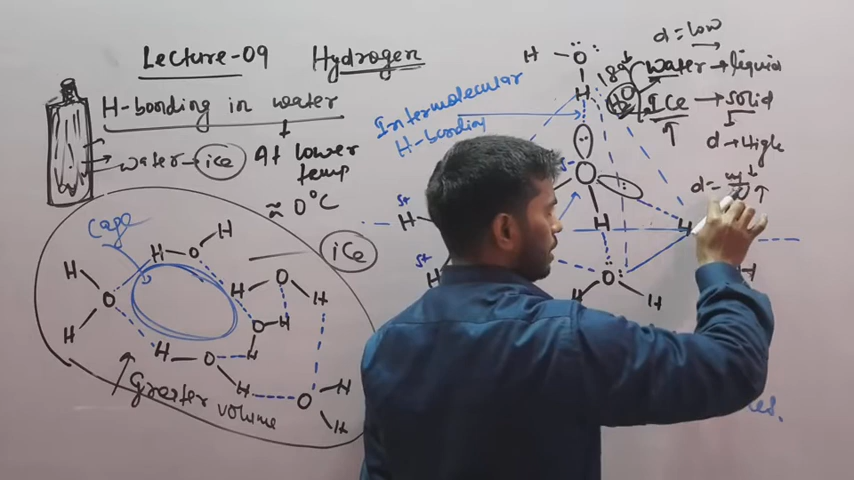 Lecture-09 Hydrogen
H-bonding in water
water → ice
At lower
temp
≈ 0°C
ice
Cage
H
O
H
H
O
H
H
O
H
O
H
H
H
O
H
H
O
H
H
Greater volume
Intermolecular
H-bonding
H
O
H
O
H
H
δ+
H
δ+
H
O
H
H
H
d = low
water → liquid
H2O
ICe → solid
d → High
d =